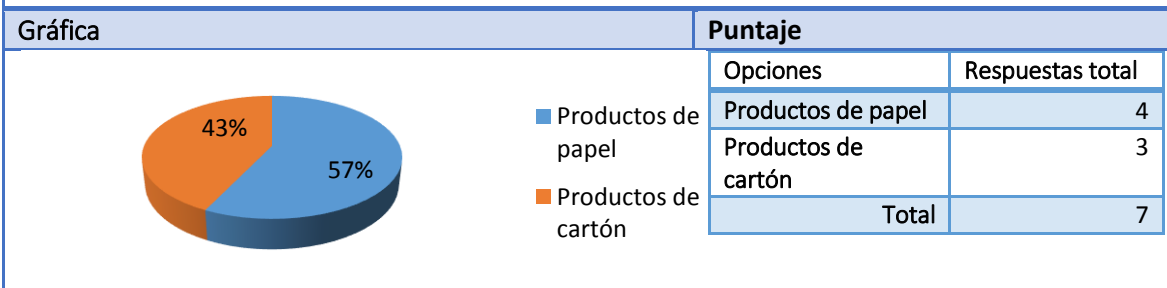 Gráfica
Puntaje
43%
57%
Productos de
papel
Productos de
cartón
Opciones Respuestas total
Productos de papel 4
Productos de 3
cartón
Total 7